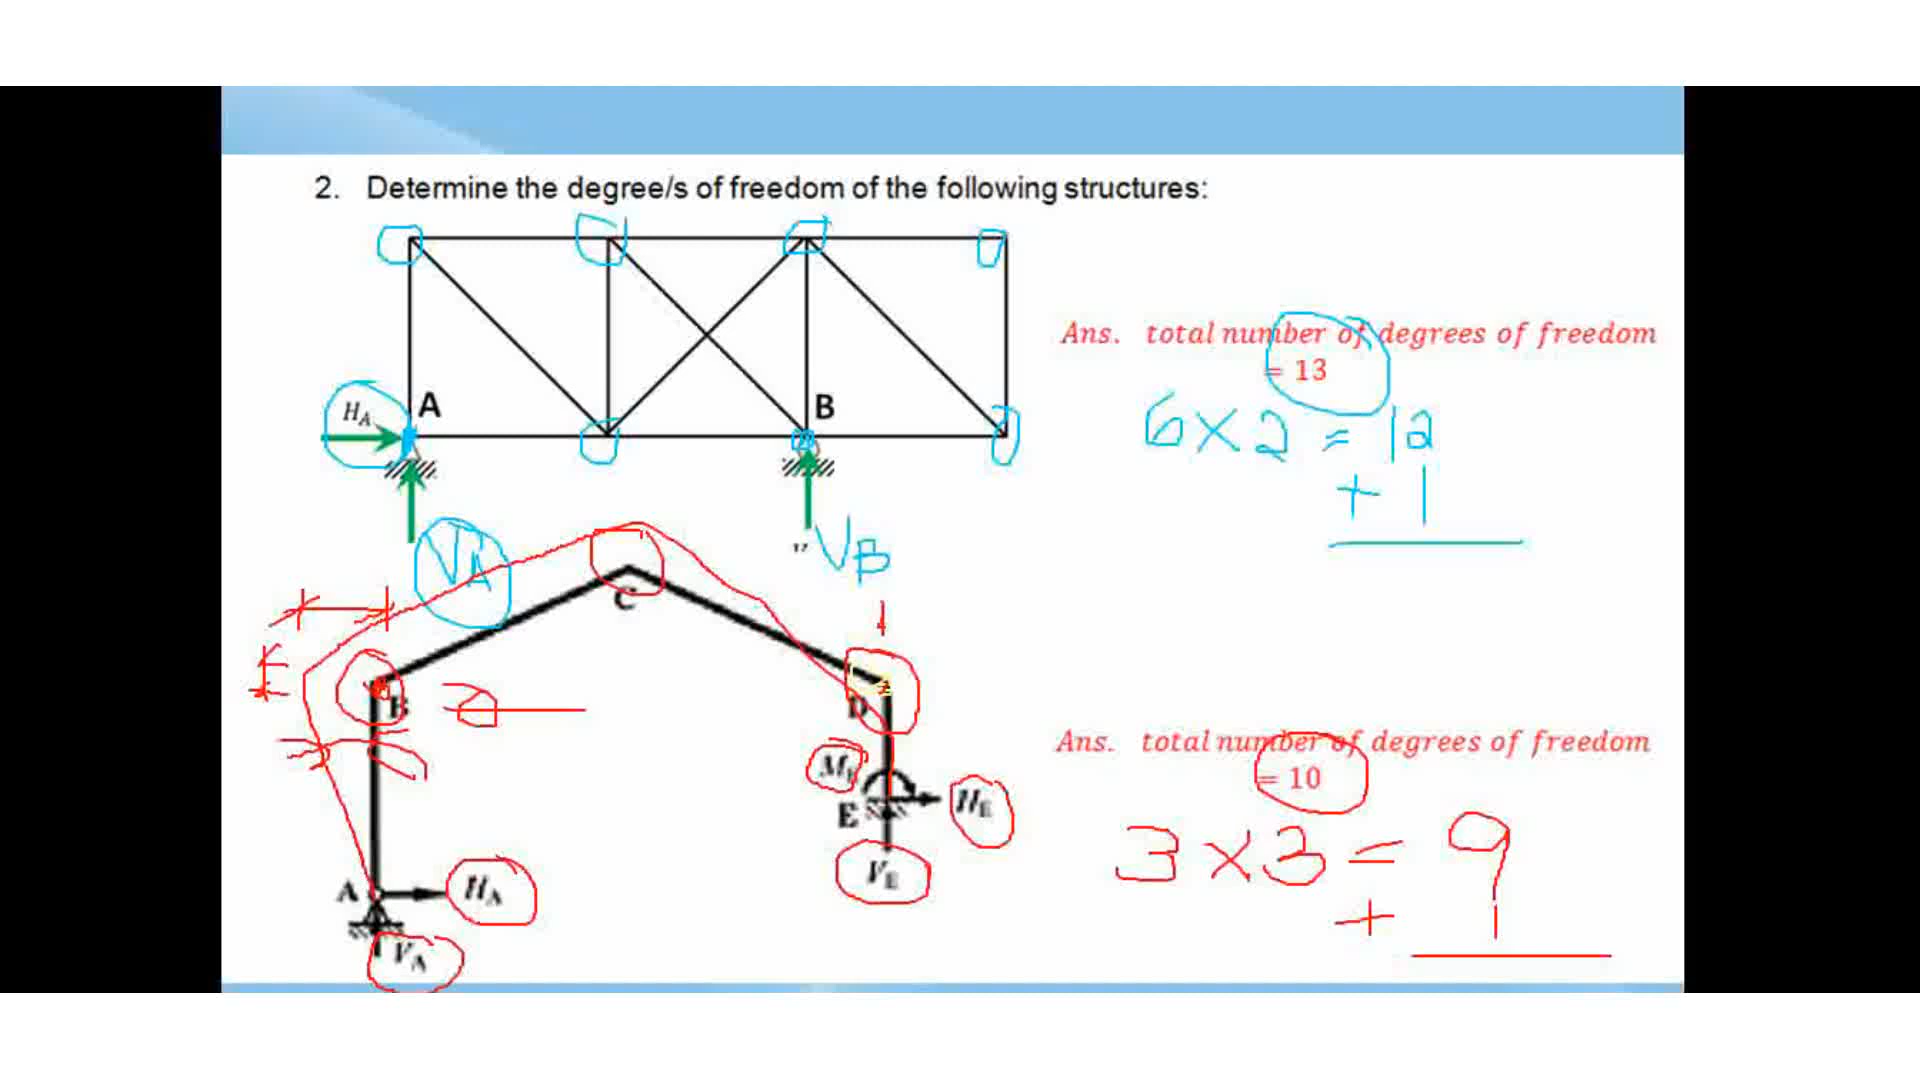 2. Determine the degree/s of freedom of the following structures:
H_A A
B
Ans. total number of degrees of freedom
= 13
6 × 2 = 12
+ 1
V_A
V_B
C
B
D
M_E
E
H_E
V_E
A
H_A
V_A
Ans. total number of degrees of freedom
= 10
3 × 3 = 9
+ 1